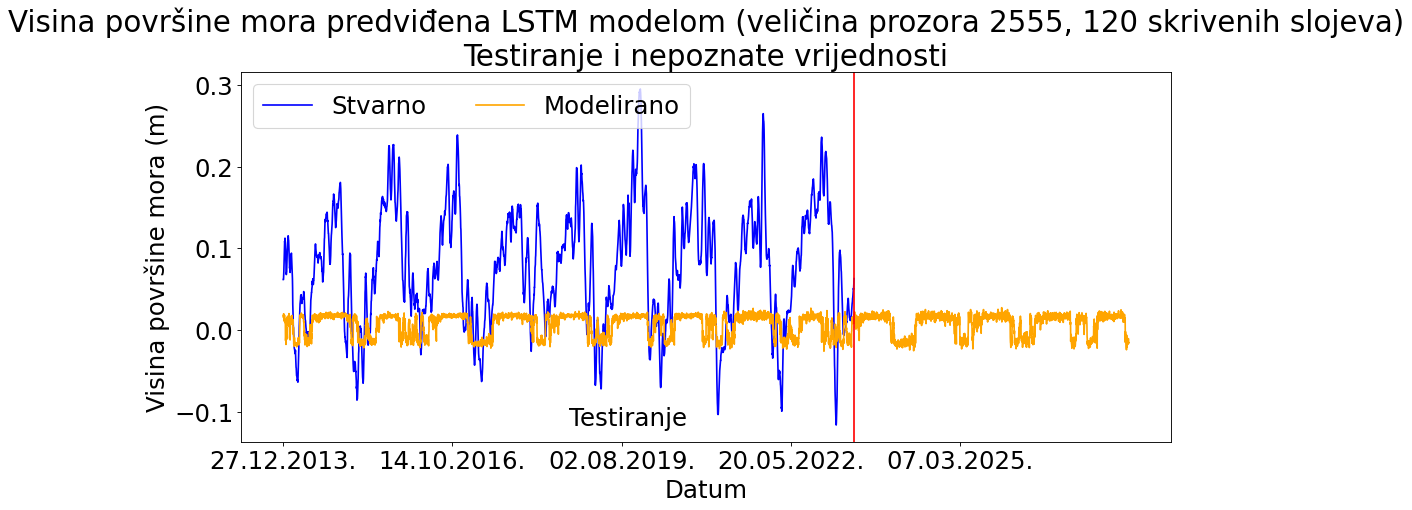 Visina površine mora predviđena LSTM modelom (veličina prozora 2555, 120 skrivenih slojeva)
Testiranje i nepoznate vrijednosti
Stvarno
Modelirano
Visina površine mora (m)
0.3
0.2
0.1
0.0
−0.1
Testiranje
27.12.2013.
14.10.2016.
02.08.2019.
20.05.2022.
07.03.2025.
Datum